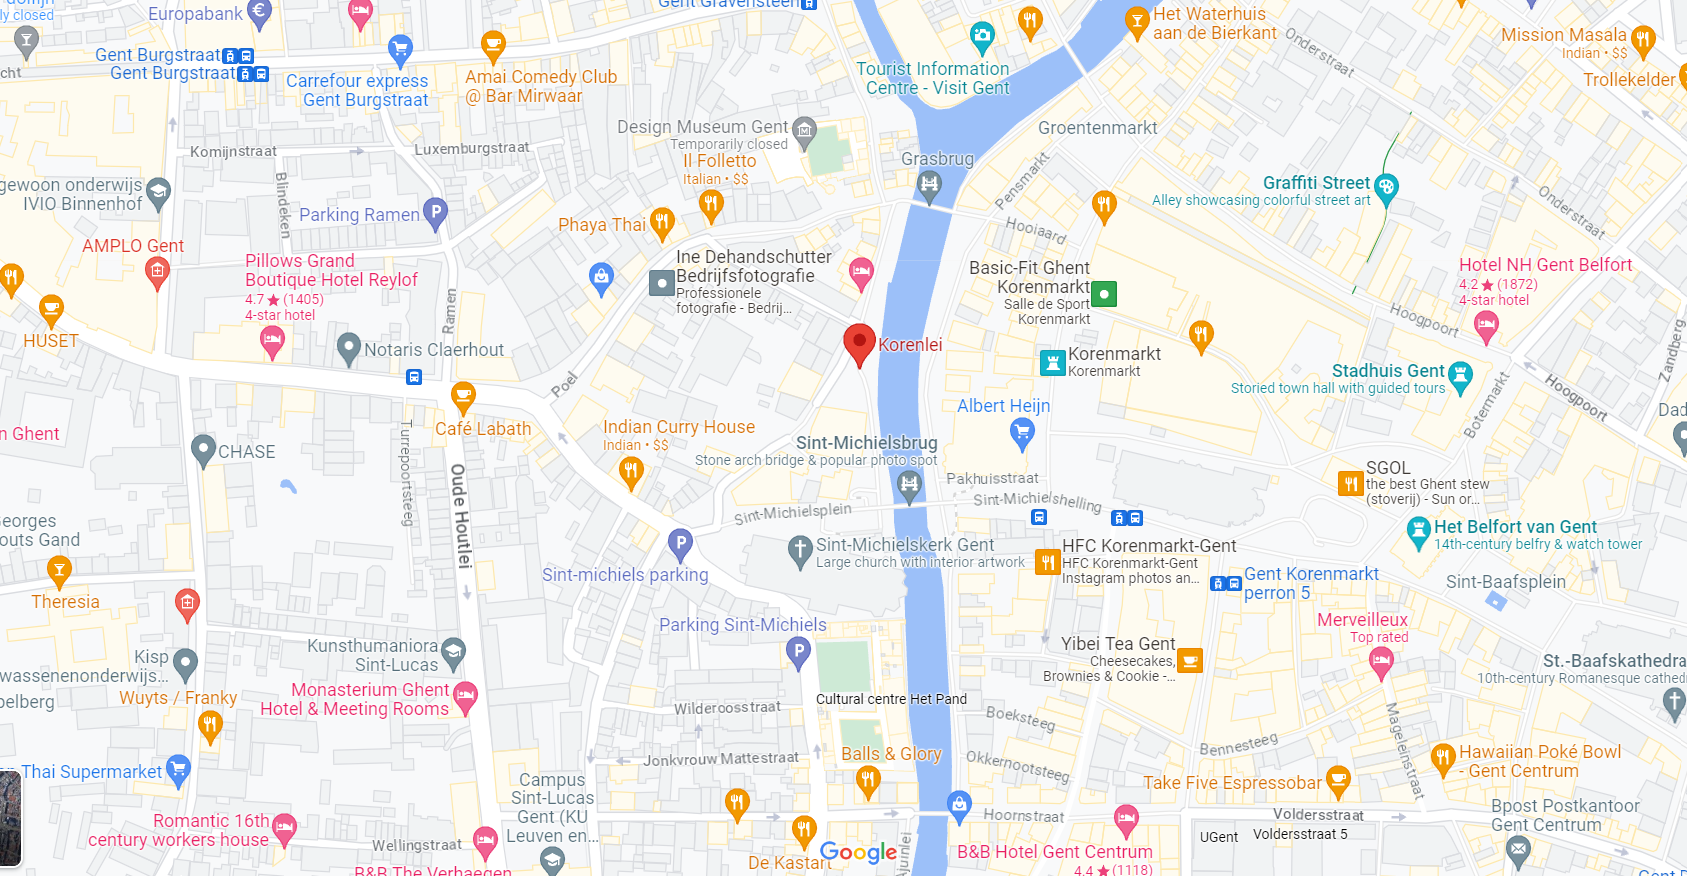 domijn
ly closed
Europabank
Gent Gravensteen
Het Waterhuis
aan de Bierkant
Mission Masala
Indian • $$
Trollekelder
Onderstraat
Gent Burgstraat
Gent Burgstraat
cht
Carrefour express
Gent Burgstraat
Amai Comedy Club
@ Bar Mirwaar
Tourist Information
Centre - Visit Gent
Design Museum Gent
Temporarily closed
Groentenmarkt
Komijnstraat
Luxemburgstraat
Il Folletto
Italian • $$
Grasbrug
Pensmarkt
Graffiti Street
Alley showcasing colorful street art
Onderstraat
gewoon onderwijs
IVIO Binnenhof
Blindeken
Parking Ramen
Phaya Thai
Hooiaard
AMPLO Gent
Pillows Grand
Boutique Hotel Reylof
4.7 ★ (1405)
4-star hotel
Ine Dehandschutter
Bedrijfsfotografie
Professionele
fotografie - Bedrij...
Basic-Fit Ghent
Korenmarkt
Salle de Sport
Korenmarkt
Hotel NH Gent Belfort
4.2 ★ (1872)
4-star hotel
Ramen
Hoogpoort
Zandberg
HUSET
Notaris Claerhout
Korenlei
Korenmarkt
Korenmarkt
Stadhuis Gent
Storied town hall with guided tours
Poel
Hoogpoort
Botermarkt
Albert Heijn
Dad
n Ghent
Café Labath
Indian Curry House
Indian • $$
Turrepoortsteeg
CHASE
Oude Houtlei
Sint-Michielsbrug
Stone arch bridge & popular photo spot
Pakhuisstraat
Sint-Michielshelling
SGOL
the best Ghent stew
(stoverij) - Sun or...
Sint-Michielsplein
eorges
outs Gand
Het Belfort van Gent
14th-century belfry & watch tower
Sint-Michielskerk Gent
Large church with interior artwork
HFC Korenmarkt-Gent
HFC Korenmarkt-Gent
Instagram photos an...
Sint-michiels parking
Gent Korenmarkt
perron 5
Sint-Baafsplein
Theresia
Parking Sint-Michiels
Merveilleux
Top rated
Kunsthumaniora
Sint-Lucas
Yibei Tea Gent
Cheesecakes,
Brownies & Cookie -...
Kisp
wassenenonderwijs...
pelberg
St.-Baafskathedra
10th-century Romanesque cathed
Wuyts / Franky
Monasterium Ghent
Hotel & Meeting Rooms
Cultural centre Het Pand
Wilderoosstraat
Boeksteeg
Mageleinstraat
Bennesteeg
Jonkvrouw Mattestraat
Balls & Glory
Okkernootsteeg
Hawaiian Poké Bowl
- Gent Centrum
n Thai Supermarket
Campus
Sint-Lucas
Gent (KU
Leuven en...
Take Five Espressobar
Romantic 16th
century workers house
Hoornstraat
Voldersstraat
Bpost Postkantoor
Gent Centrum
UGent
Voldersstraat 5
Wellingstraat
De Kastart
Google
Ajuinlei
B&B Hotel Gent Centrum
4.4 ★ (1118)
B&B The Verhaegen